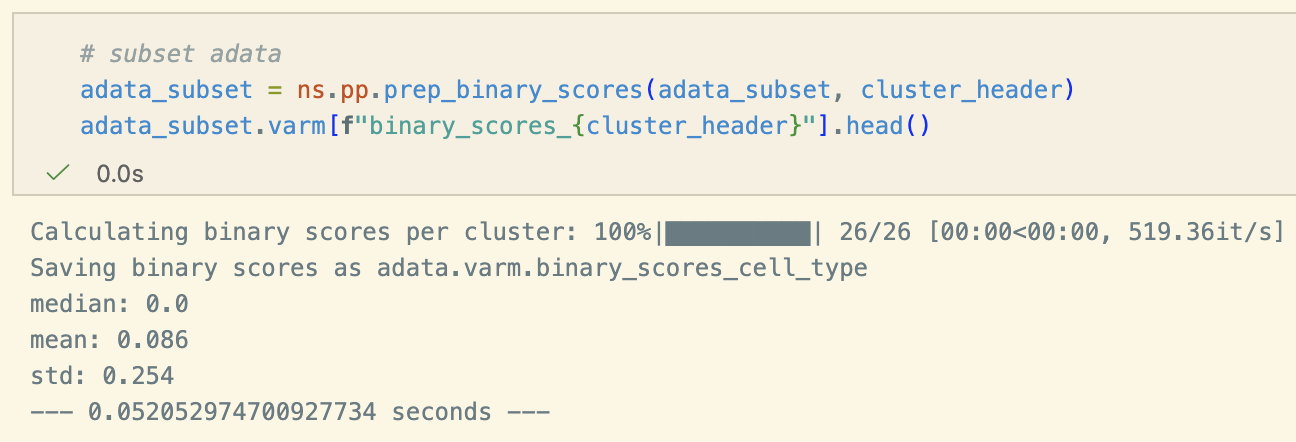 # subset adata
adata_subset = ns.pp.prep_binary_scores(adata_subset, cluster_header)
adata_subset.varm[f"binary_scores_{cluster_header}"].head()
✓ 0.0s
Calculating binary scores per cluster: 100%|██████████| 26/26 [00:00<00:00, 519.36it/s]
Saving binary scores as adata.varm.binary_scores_cell_type
median: 0.0
mean: 0.086
std: 0.254
--- 0.052052974700927734 seconds ---